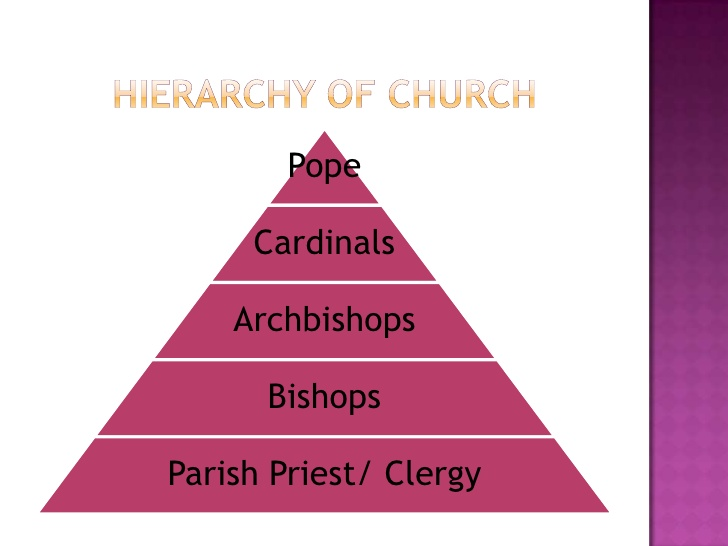 HIERARCHY OF CHURCH
Pope
Cardinals
Archbishops
Bishops
Parish Priest/ Clergy